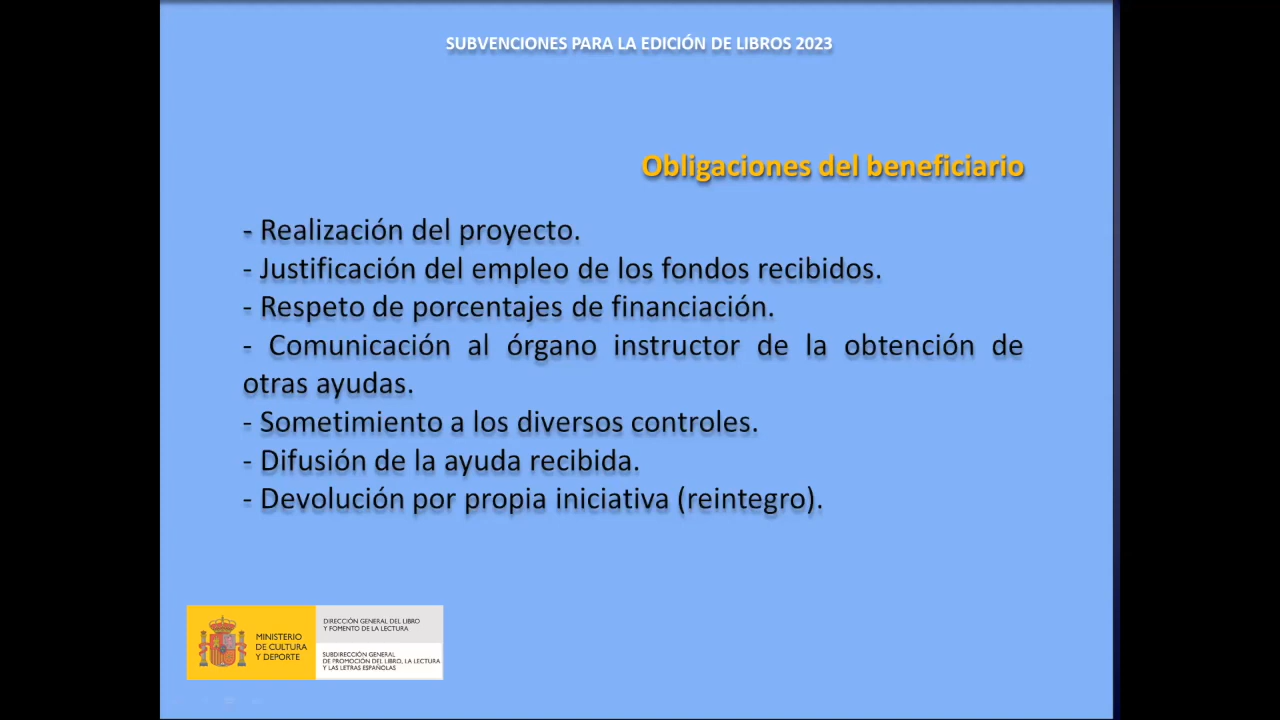 SUBVENCIONES PARA LA EDICIÓN DE LIBROS 2023
Obligaciones del beneficiario
- Realización del proyecto.
- Justificación del empleo de los fondos recibidos.
- Respeto de porcentajes de financiación.
- Comunicación al órgano instructor de la obtención de
otras ayudas.
- Sometimiento a los diversos controles.
- Difusión de la ayuda recibida.
- Devolución por propia iniciativa (reintegro).
MINISTERIO
DE CULTURA
Y DEPORTE
DIRECCIÓN GENERAL DEL LIBRO
Y FOMENTO DE LA LECTURA
SUBDIRECCIÓN GENERAL
DE PROMOCIÓN DEL LIBRO, LA LECTURA
Y LAS LETRAS ESPAÑOLAS